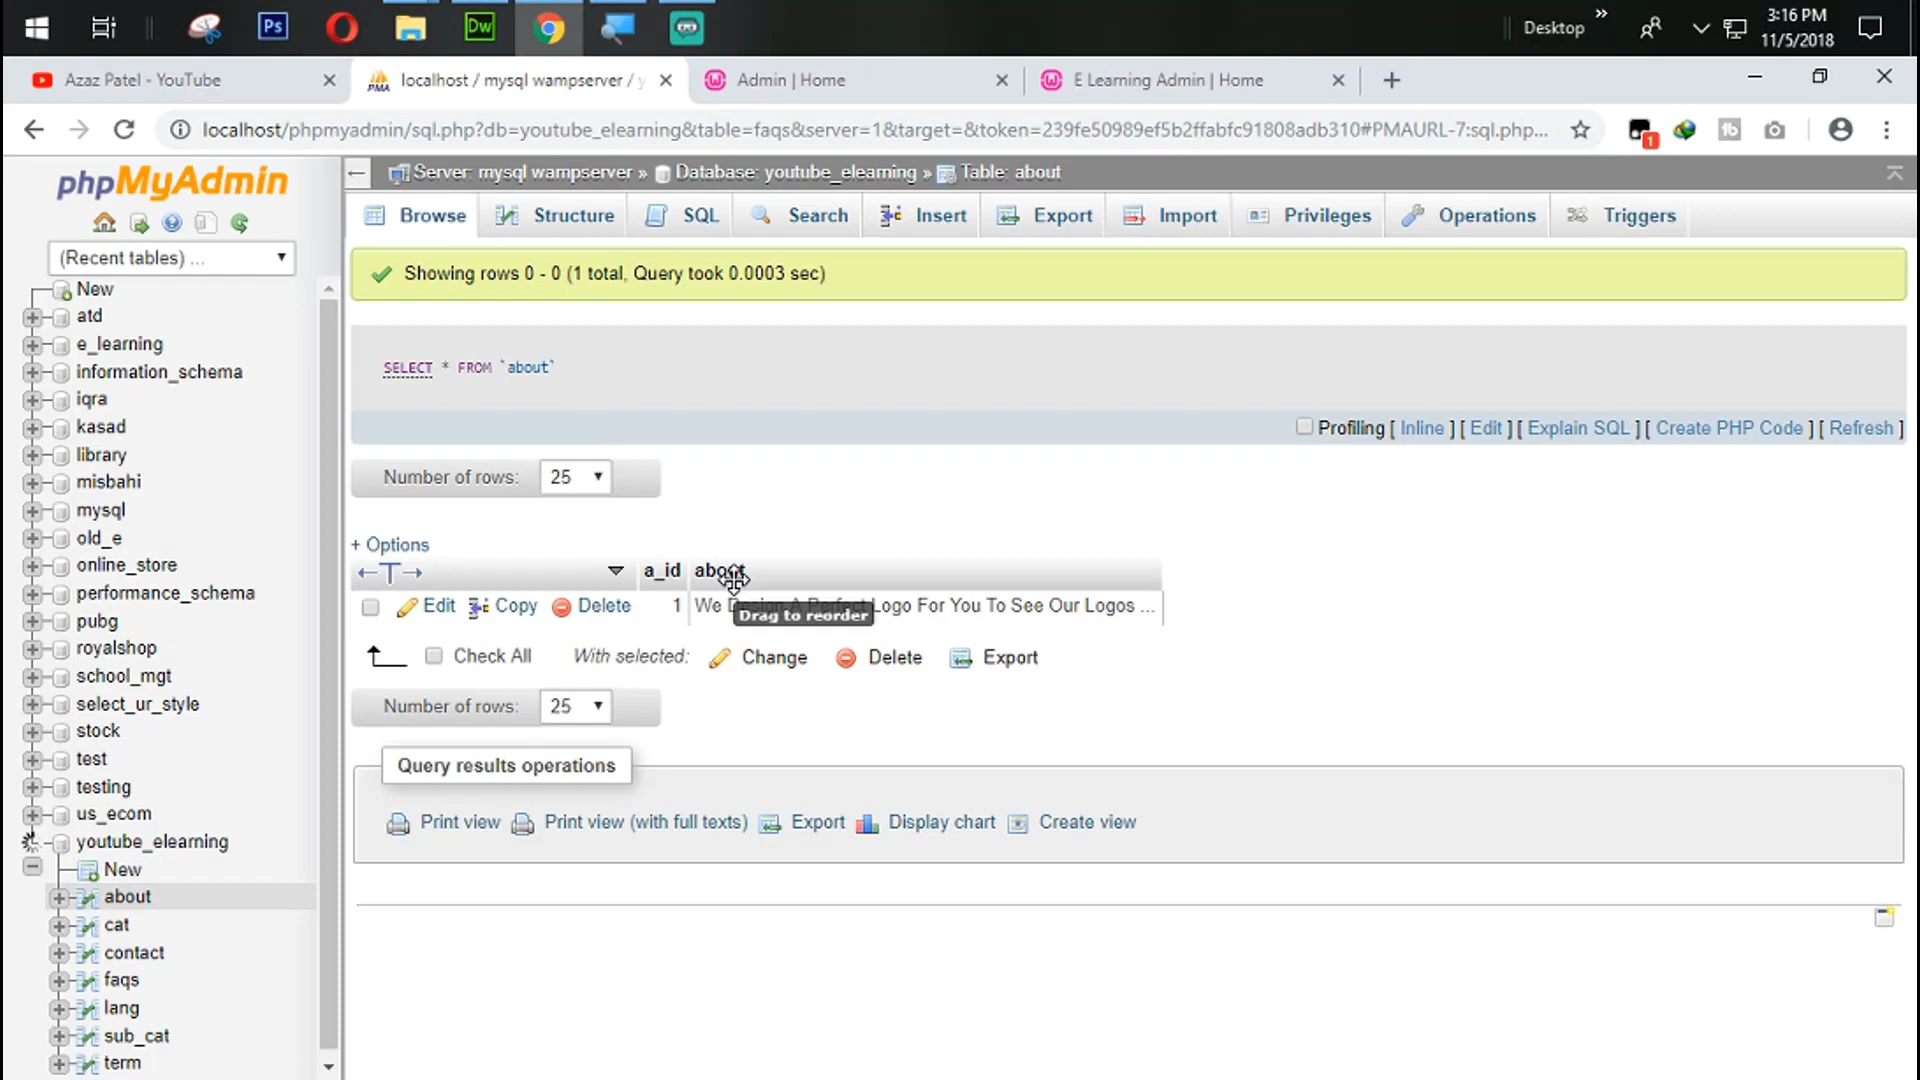 Ps
Dw
Desktop
»
3:16 PM
11/5/2018
Azaz Patel - YouTube
localhost / mysql wampserver / y
Admin | Home
E Learning Admin | Home
localhost/phpmyadmin/sql.php?db=youtube_elearning&table=faqs&server=1&target=&token=239fe50989ef5b2ffabfc91808adb310#PMAURL-7:sql.php...
1
phpMyAdmin
(Recent tables) ...
New
atd
e_learning
information_schema
iqra
kasad
library
misbahi
mysql
old_e
online_store
performance_schema
pubg
royalshop
school_mgt
select_ur_style
stock
test
testing
us_ecom
youtube_elearning
New
about
cat
contact
faqs
lang
sub_cat
term
Server: mysql wampserver » Database: youtube_elearning » Table: about
Browse Structure SQL Search Insert Export Import Privileges Operations Triggers
Showing rows 0 - 0 (1 total, Query took 0.0003 sec)
SELECT * FROM `about`
Profiling [ Inline ] [ Edit ] [ Explain SQL ] [ Create PHP Code ] [ Refresh ]
Number of rows: 25
+ Options
a_id about
Edit Copy Delete 1 We Design A Perfect Logo For You To See Our Logos ...
Drag to reorder
Check All With selected: Change Delete Export
Number of rows: 25
Query results operations
Print view Print view (with full texts) Export Display chart Create view